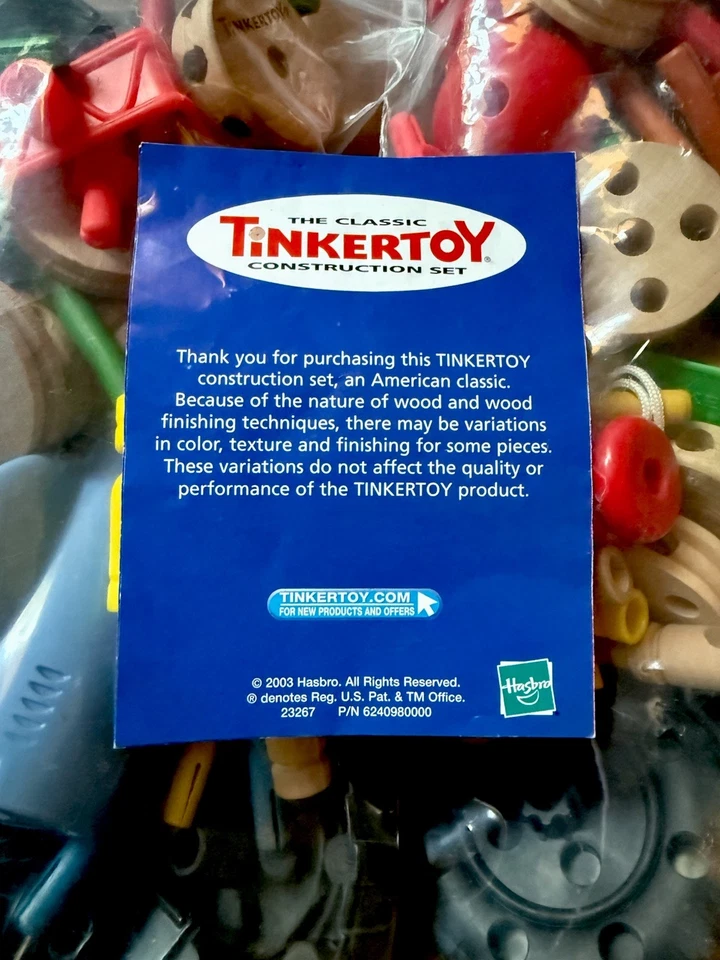 TINKERTOY
THE CLASSIC
TINKERTOY®
CONSTRUCTION SET
Thank you for purchasing this TINKERTOY
construction set, an American classic.
Because of the nature of wood and wood
finishing techniques, there may be variations
in color, texture and finishing for some pieces.
These variations do not affect the quality or
performance of the TINKERTOY product.
TINKERTOY.COM
FOR NEW PRODUCTS AND OFFERS
© 2003 Hasbro. All Rights Reserved.
® denotes Reg. U.S. Pat. & TM Office.
23267 P/N 6240980000
Hasbro